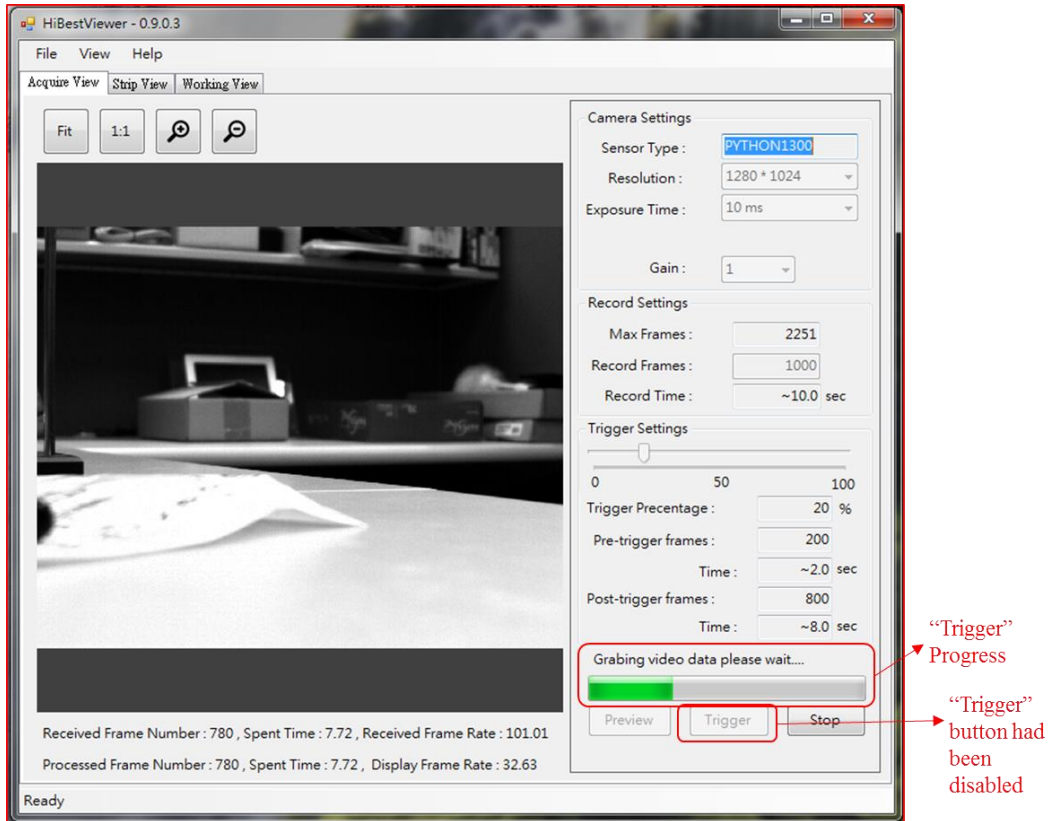 HiBestViewer - 0.9.0.3
File View Help
Acquire View Strip View Working View
Fit 1:1
Camera Settings
Sensor Type : PYTHON1300
Resolution : 1280 * 1024
Exposure Time : 10 ms
Gain : 1
Record Settings
Max Frames : 2251
Record Frames : 1000
Record Time : ~10.0 sec
Trigger Settings
0 50 100
Trigger Precentage : 20 %
Pre-trigger frames : 200
Time : ~2.0 sec
Post-trigger frames : 800
Time : ~8.0 sec
Grabing video data please wait....
Preview Trigger Stop
Received Frame Number : 780 , Spent Time : 7.72 , Received Frame Rate : 101.01
Processed Frame Number : 780 , Spent Time : 7.72 , Display Frame Rate : 32.63
Ready
“Trigger”
Progress
“Trigger”
button had
been
disabled